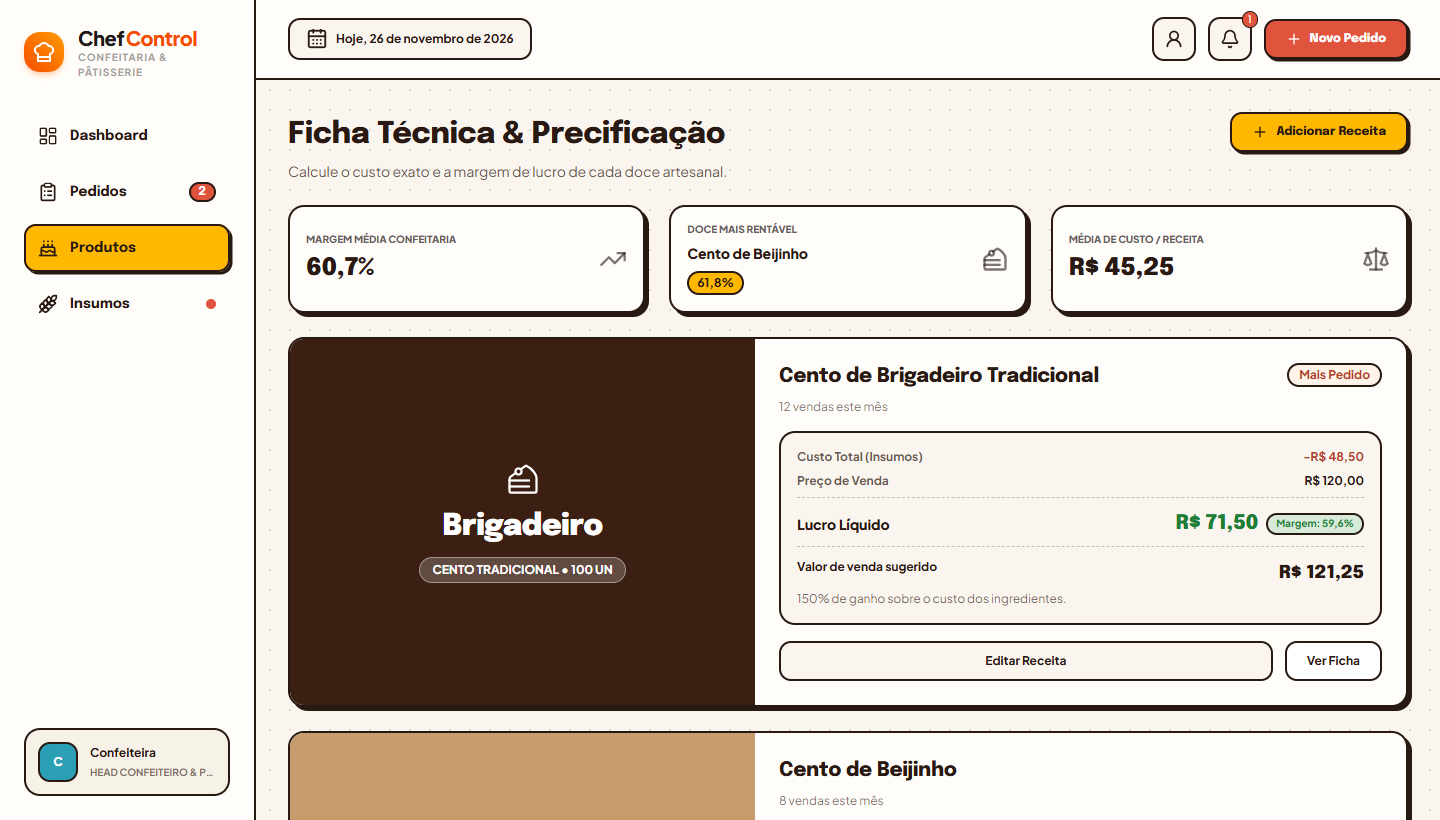 ChefControl
CONFEITARIA &
PÂTISSERIE
Dashboard
Pedidos
2
Produtos
Insumos
Confeiteira
C
HEAD CONFEITEIRO & P...
Hoje, 26 de novembro de 2026
1
Novo Pedido
Ficha Técnica & Precificação
Calcule o custo exato e a margem de lucro de cada doce artesanal.
Adicionar Receita
MARGEM MÉDIA CONFEITARIA
60,7%
DOCE MAIS RENTÁVEL
Cento de Beijinho
61,8%
MÉDIA DE CUSTO / RECEITA
R$ 45,25
Brigadeiro
CENTO TRADICIONAL • 100 UN
Cento de Brigadeiro Tradicional
Mais Pedido
12 vendas este mês
Custo Total (Insumos)
-R$ 48,50
Preço de Venda
R$ 120,00
Lucro Líquido
R$ 71,50
Margem: 59,6%
Valor de venda sugerido
R$ 121,25
150% de ganho sobre o custo dos ingredientes.
Editar Receita
Ver Ficha
Cento de Beijinho
8 vendas este mês